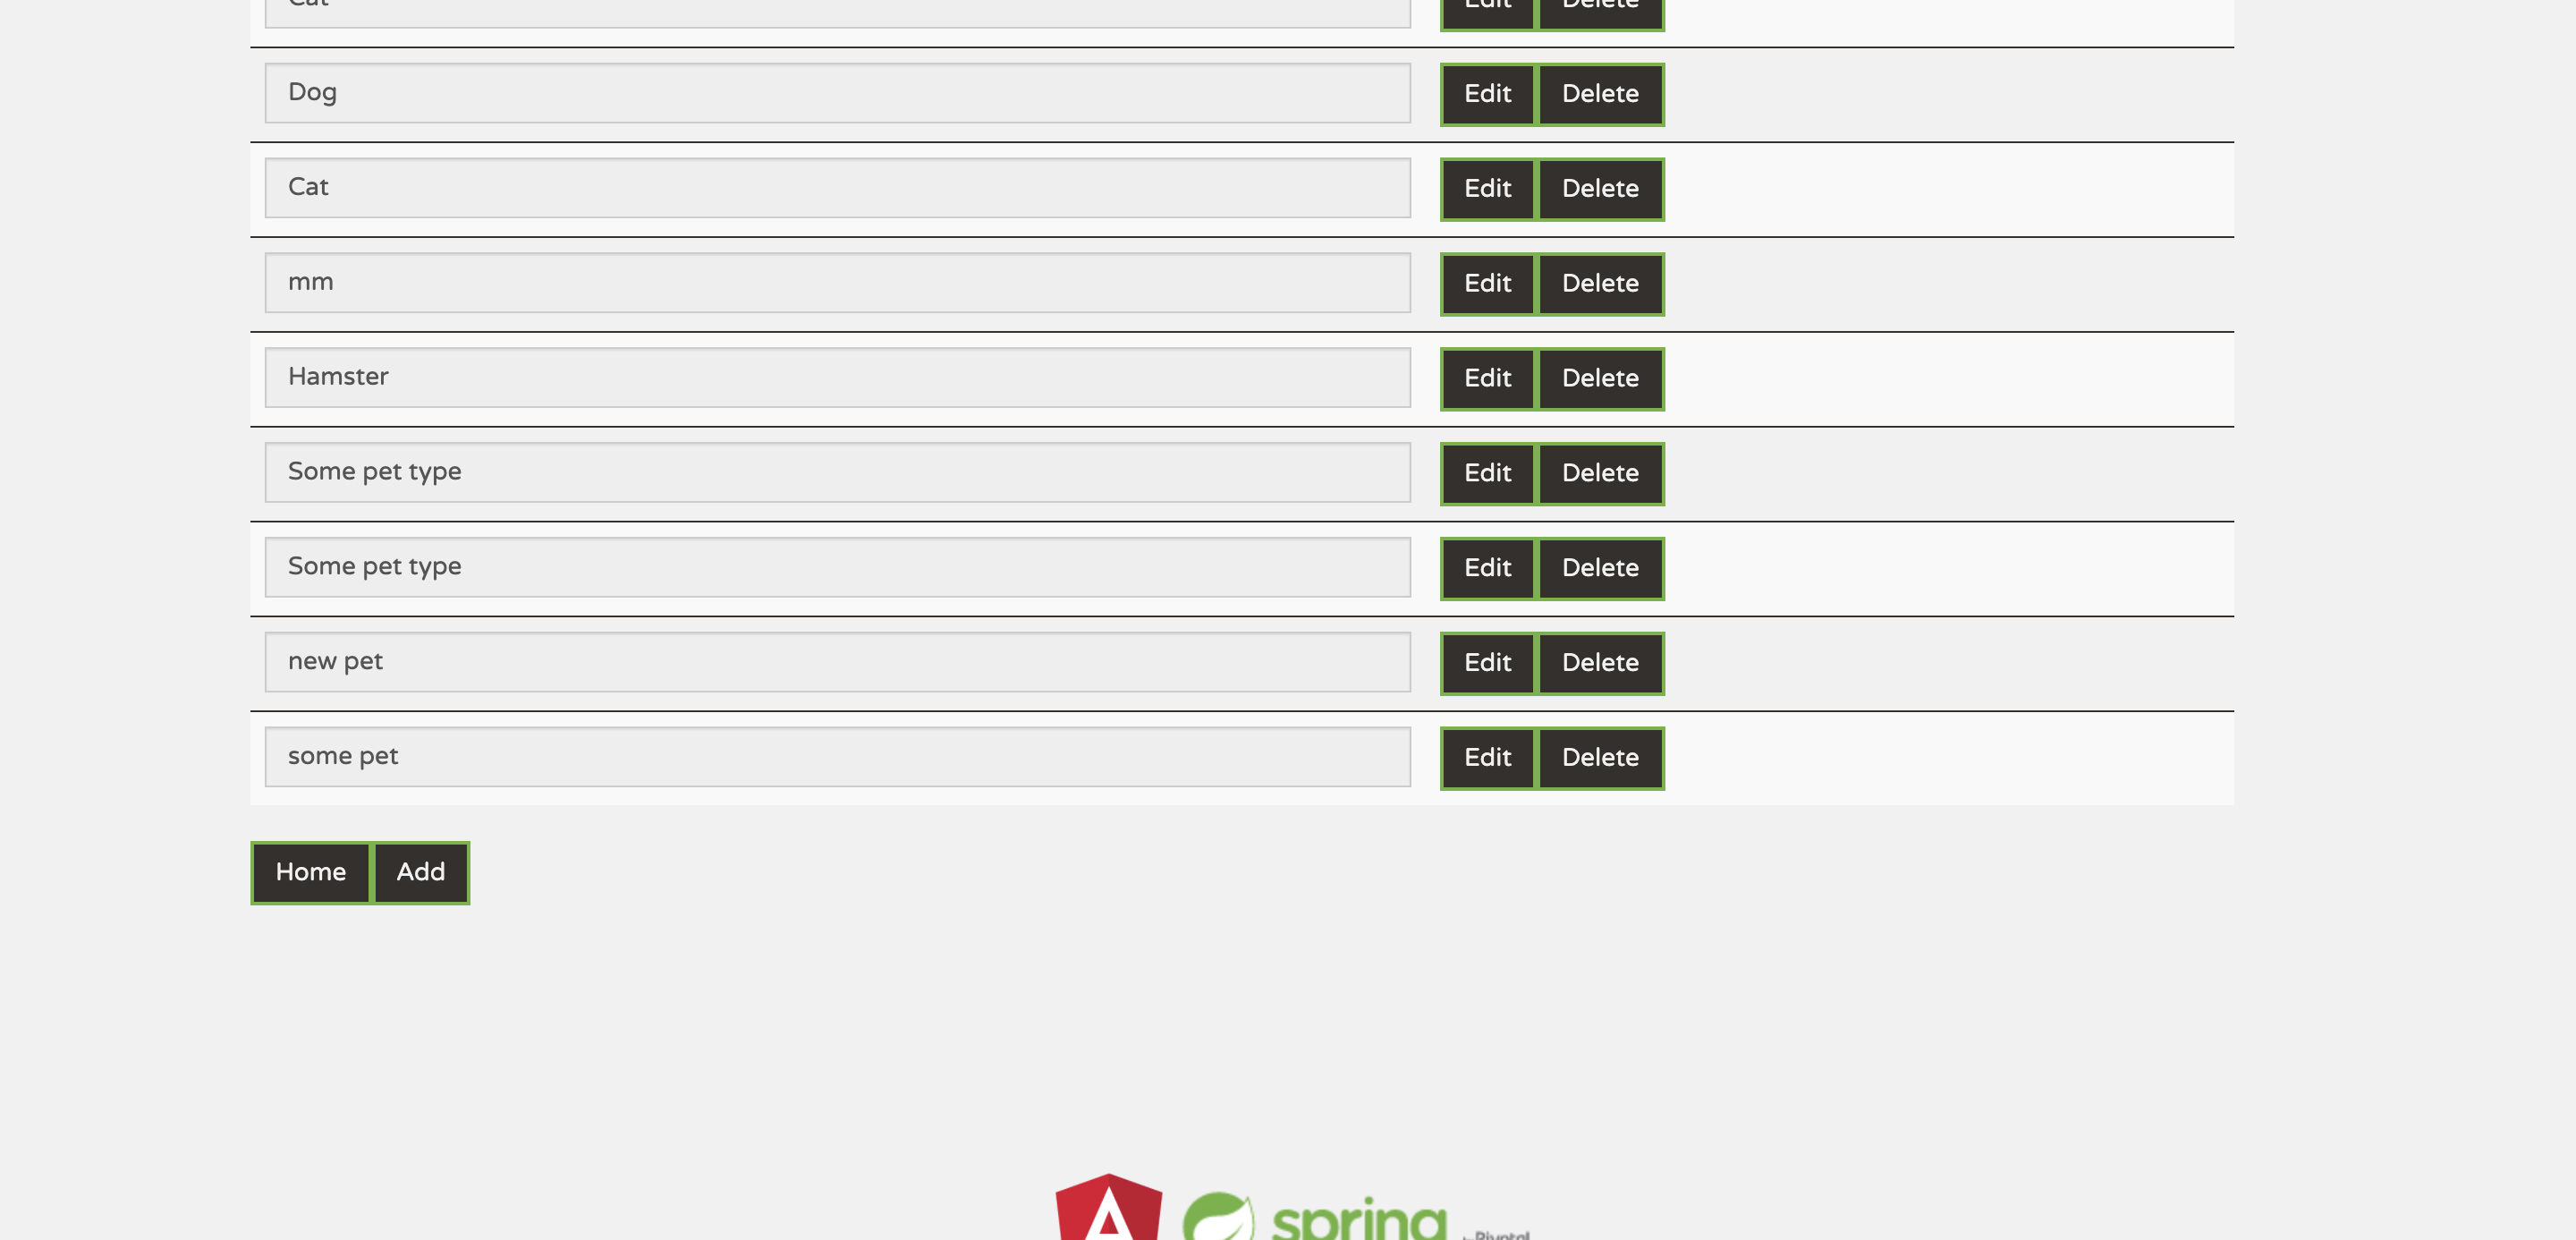 Cat Edit Delete
Dog Edit Delete
Cat Edit Delete
mm Edit Delete
Hamster Edit Delete
Some pet type Edit Delete
Some pet type Edit Delete
new pet Edit Delete
some pet Edit Delete
Home Add
spring by Pivotal